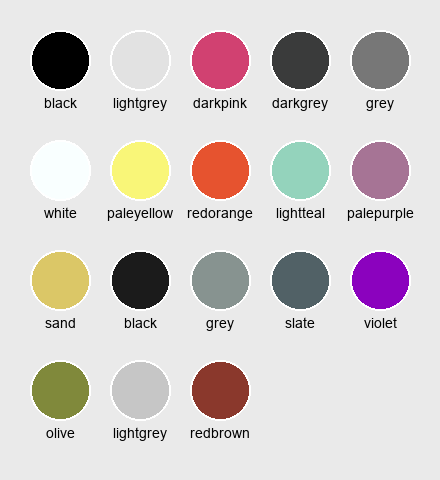 black lightgrey darkpink darkgrey grey
white paleyellow redorange lightteal palepurple
sand black grey slate violet
olive lightgrey redbrown